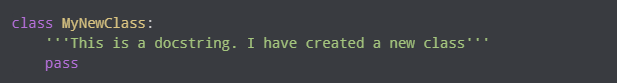 class MyNewClass:
    '''This is a docstring. I have created a new class'''
    pass